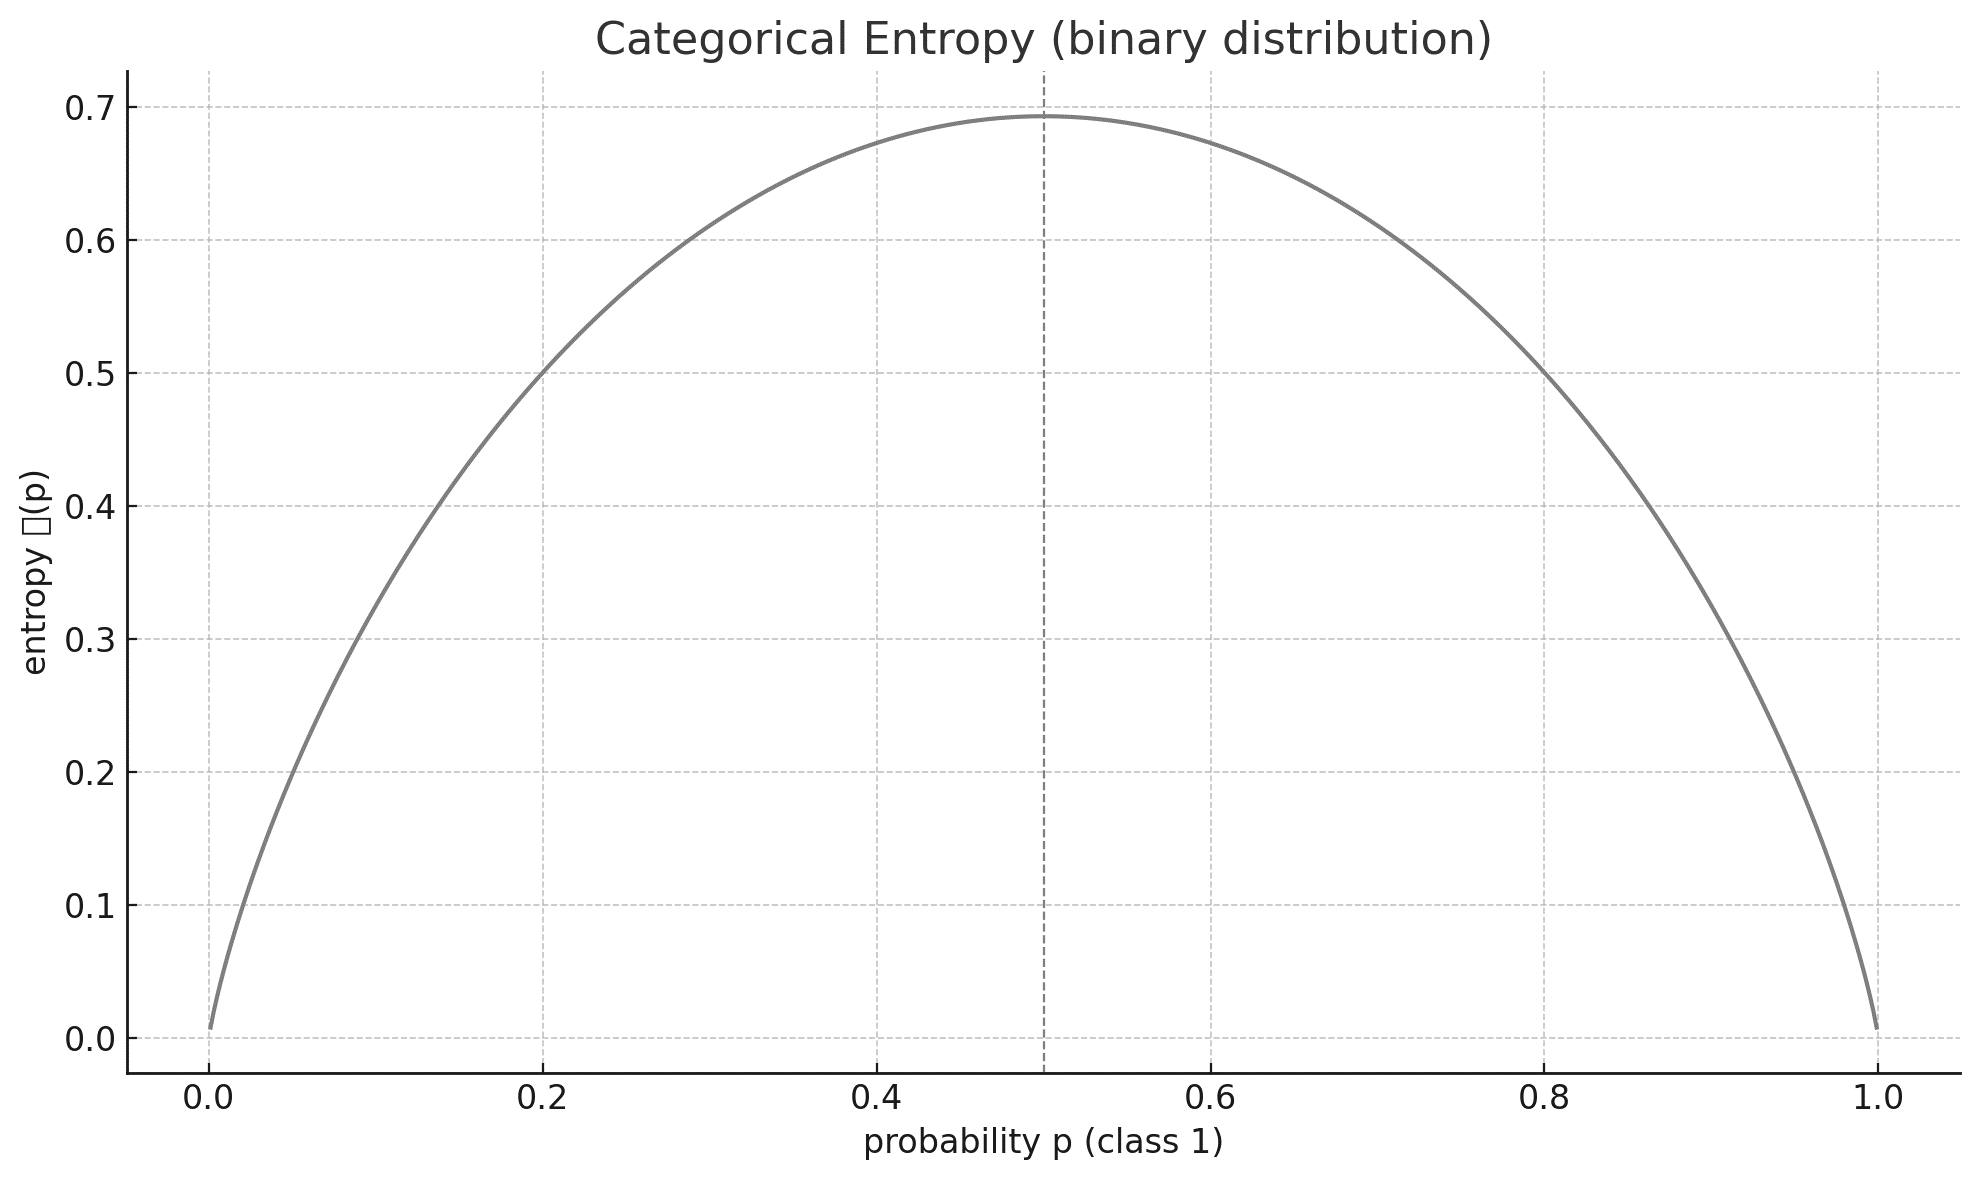 Categorical Entropy (binary distribution)
0.7
0.6
0.5
0.4
0.3
0.2
0.1
0.0
entropy ▯(p)
0.0 0.2 0.4 0.6 0.8 1.0
probability p (class 1)